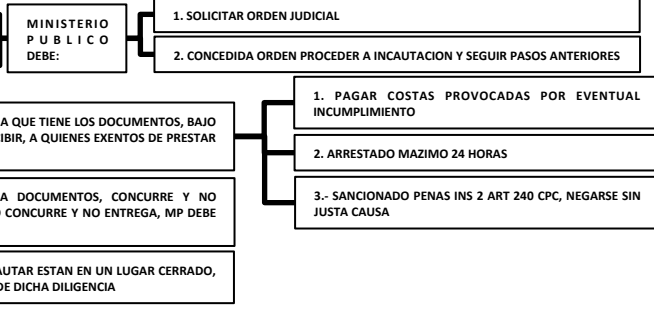 MINISTERIO
PUBLICO
DEBE:
1. SOLICITAR ORDEN JUDICIAL
2. CONCEDIDA ORDEN PROCEDER A INCAUTACION Y SEGUIR PASOS ANTERIORES
A QUE TIENE LOS DOCUMENTOS, BAJO
CIBIR, A QUIENES EXENTOS DE PRESTAR
1. PAGAR COSTAS PROVOCADAS POR EVENTUAL
INCUMPLIMIENTO
2. ARRESTADO MAZIMO 24 HORAS
3.- SANCIONADO PENAS INS 2 ART 240 CPC, NEGARSE SIN
JUSTA CAUSA
A DOCUMENTOS, CONCURRE Y NO
CONCURRE Y NO ENTREGA, MP DEBE
AUTAR ESTAN EN UN LUGAR CERRADO,
DE DICHA DILIGENCIA